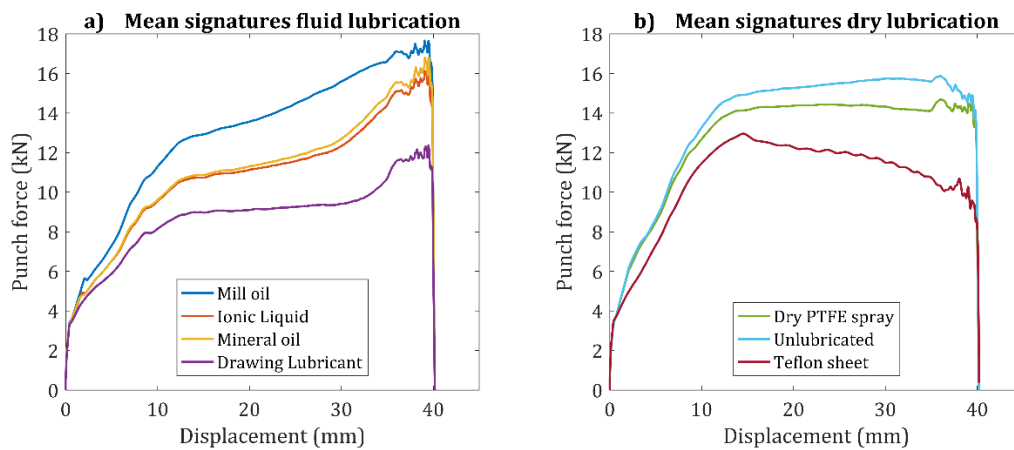 a) Mean signatures fluid lubrication
18
16
14
12
10
8
6
4
2
0
Punch force (kN)
Mill oil
Ionic Liquid
Mineral oil
Drawing Lubricant
0 10 20 30 40
Displacement (mm)
b) Mean signatures dry lubrication
18
16
14
12
10
8
6
4
2
0
Punch force (kN)
Dry PTFE spray
Unlubricated
Teflon sheet
0 10 20 30 40
Displacement (mm)